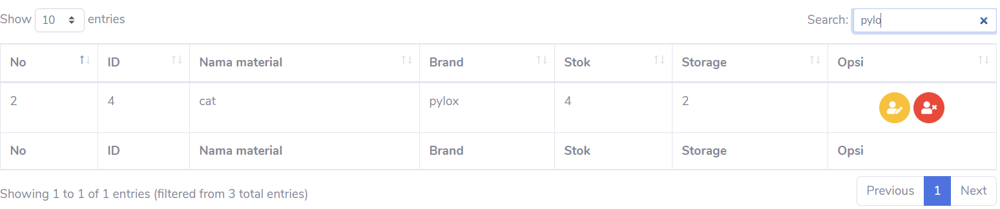 Show 10 entries Search: pylo
No ID Nama material Brand Stok Storage Opsi
2 4 cat pylox 4 2
No ID Nama material Brand Stok Storage Opsi
Showing 1 to 1 of 1 entries (filtered from 3 total entries) Previous 1 Next